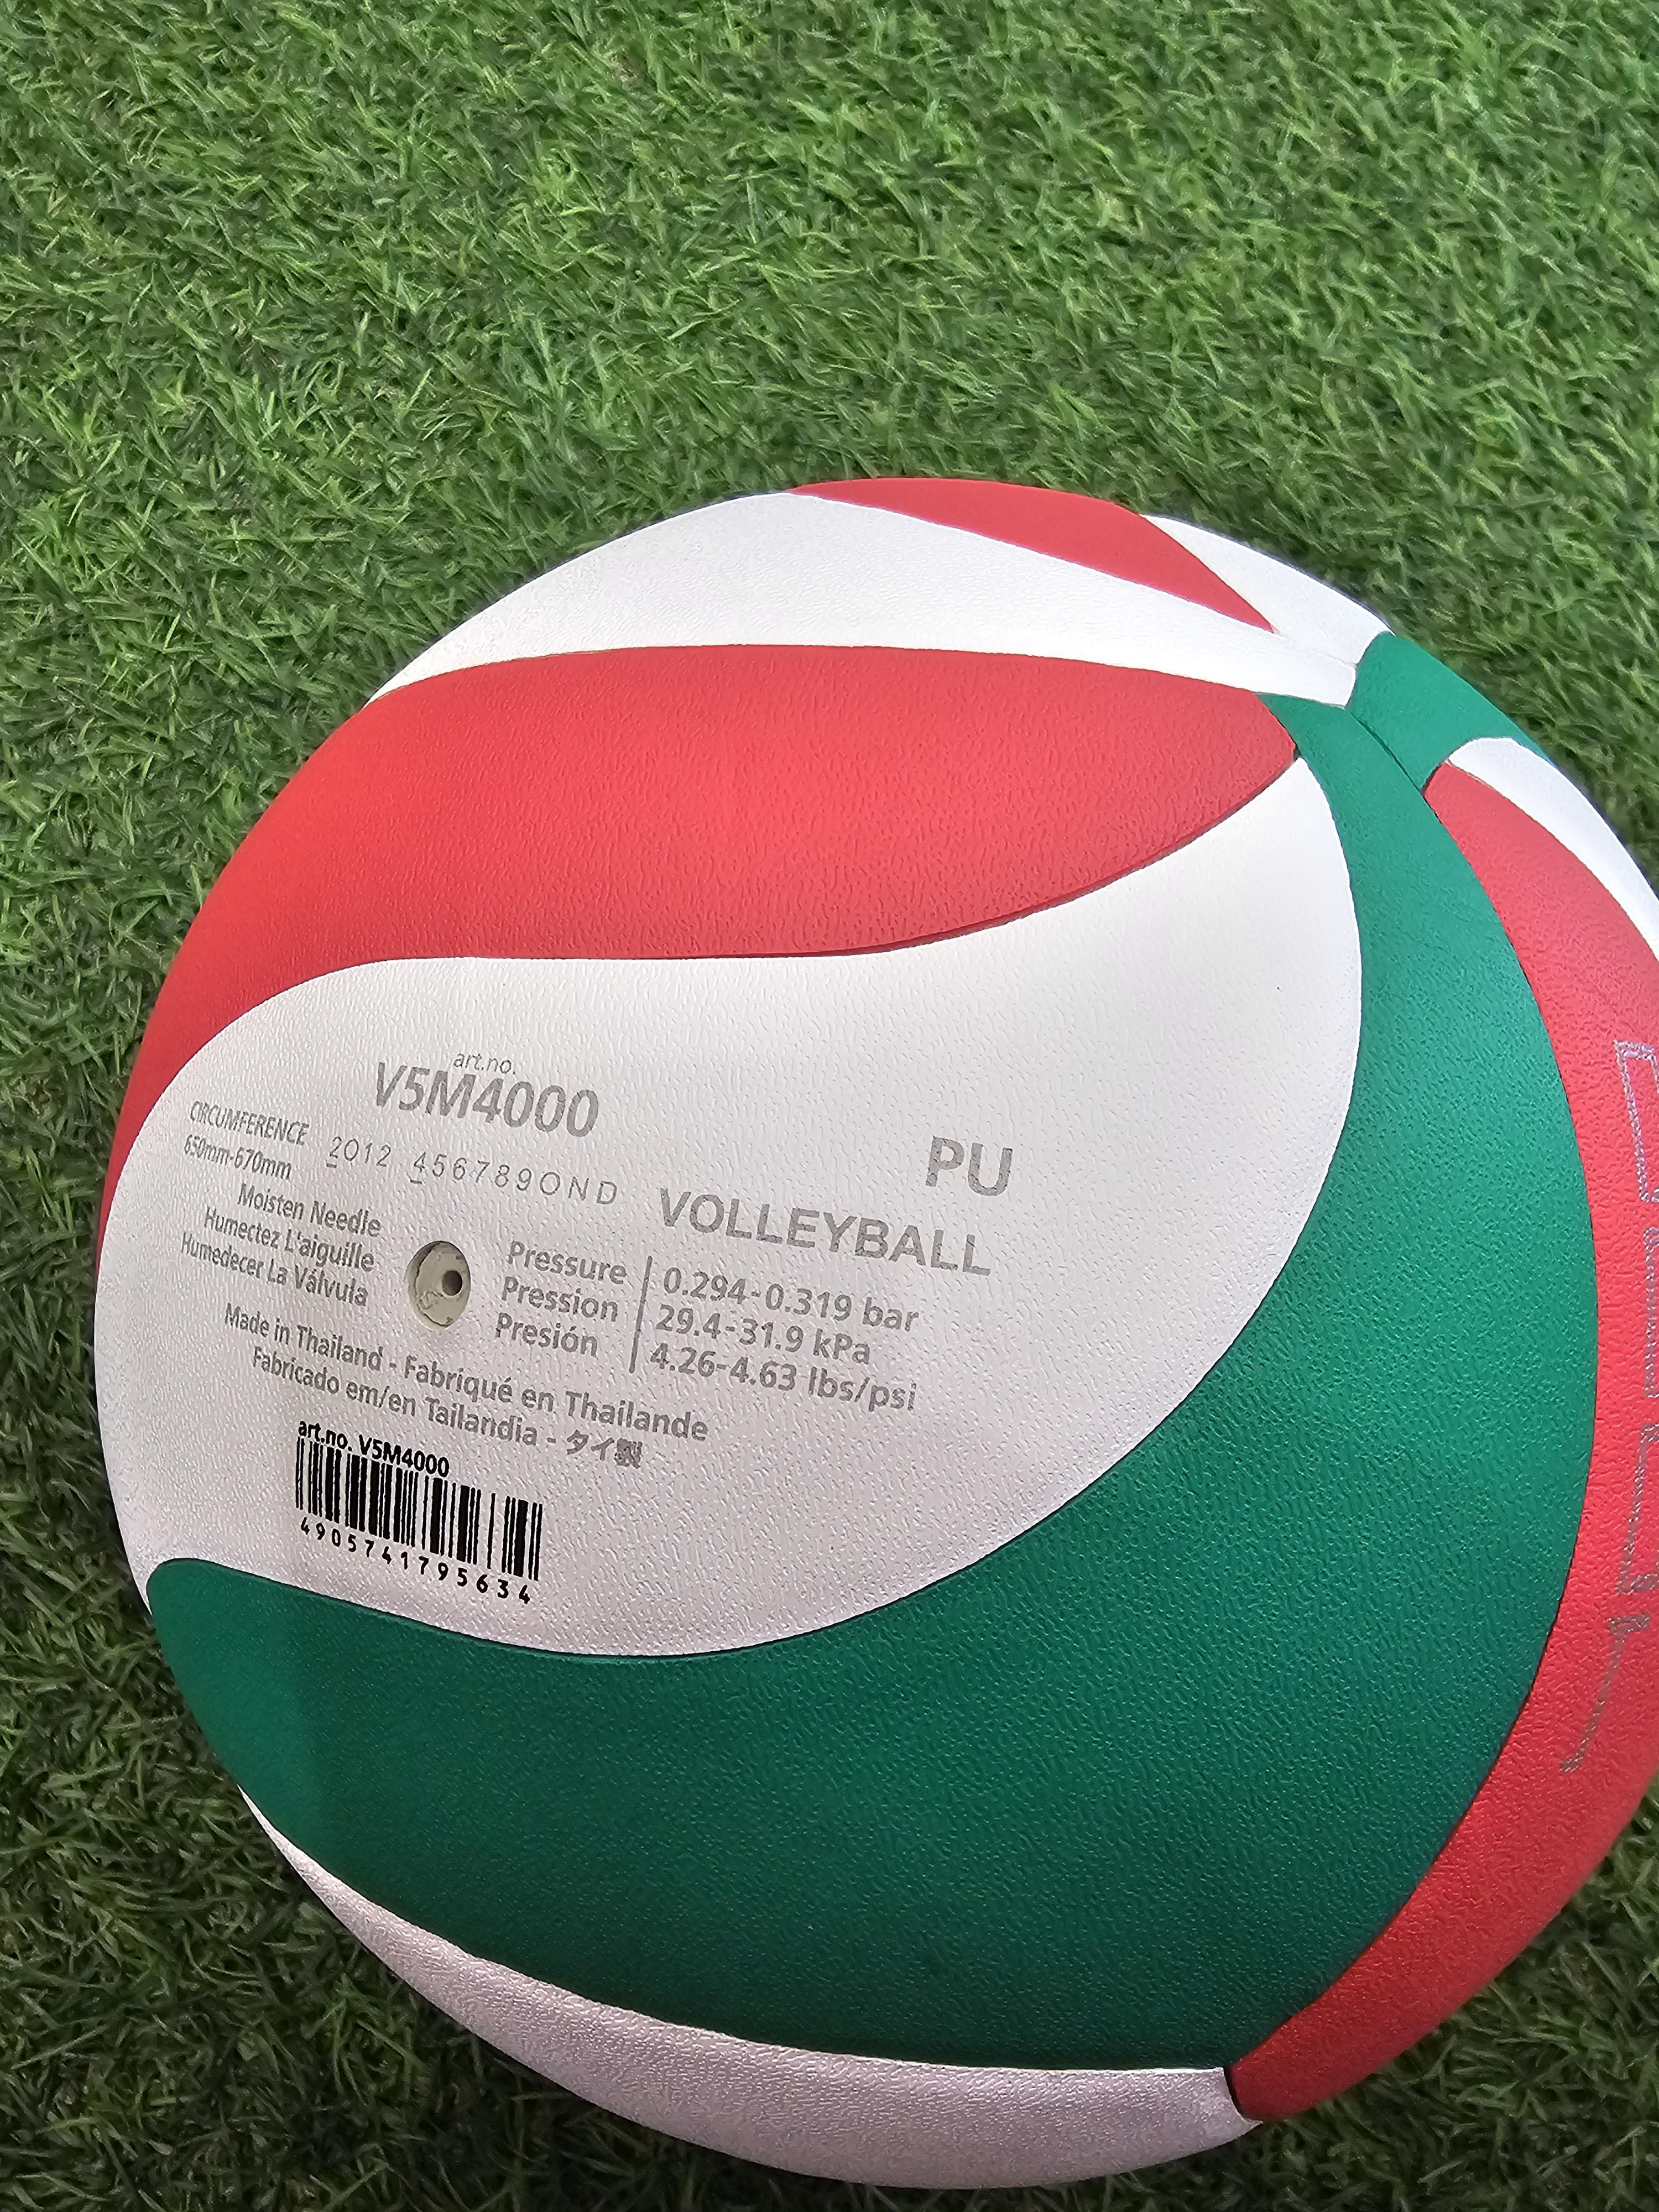 art.no.
V5M4000
CIRCUMFERENCE
650mm-670mm
2012 4567890ND
PU
VOLLEYBALL
Moisten Needle
Humectez L'aiguille
Humedecer La Válvula
Pressure 0.294-0.319 bar
Pression 29.4-31.9 kPa
Presión 4.26-4.63 lbs/psi
Made in Thailand - Fabriqué en Thailande
Fabricado em/en Tailandia - タイ製
art.no. V5M4000
4905741795634